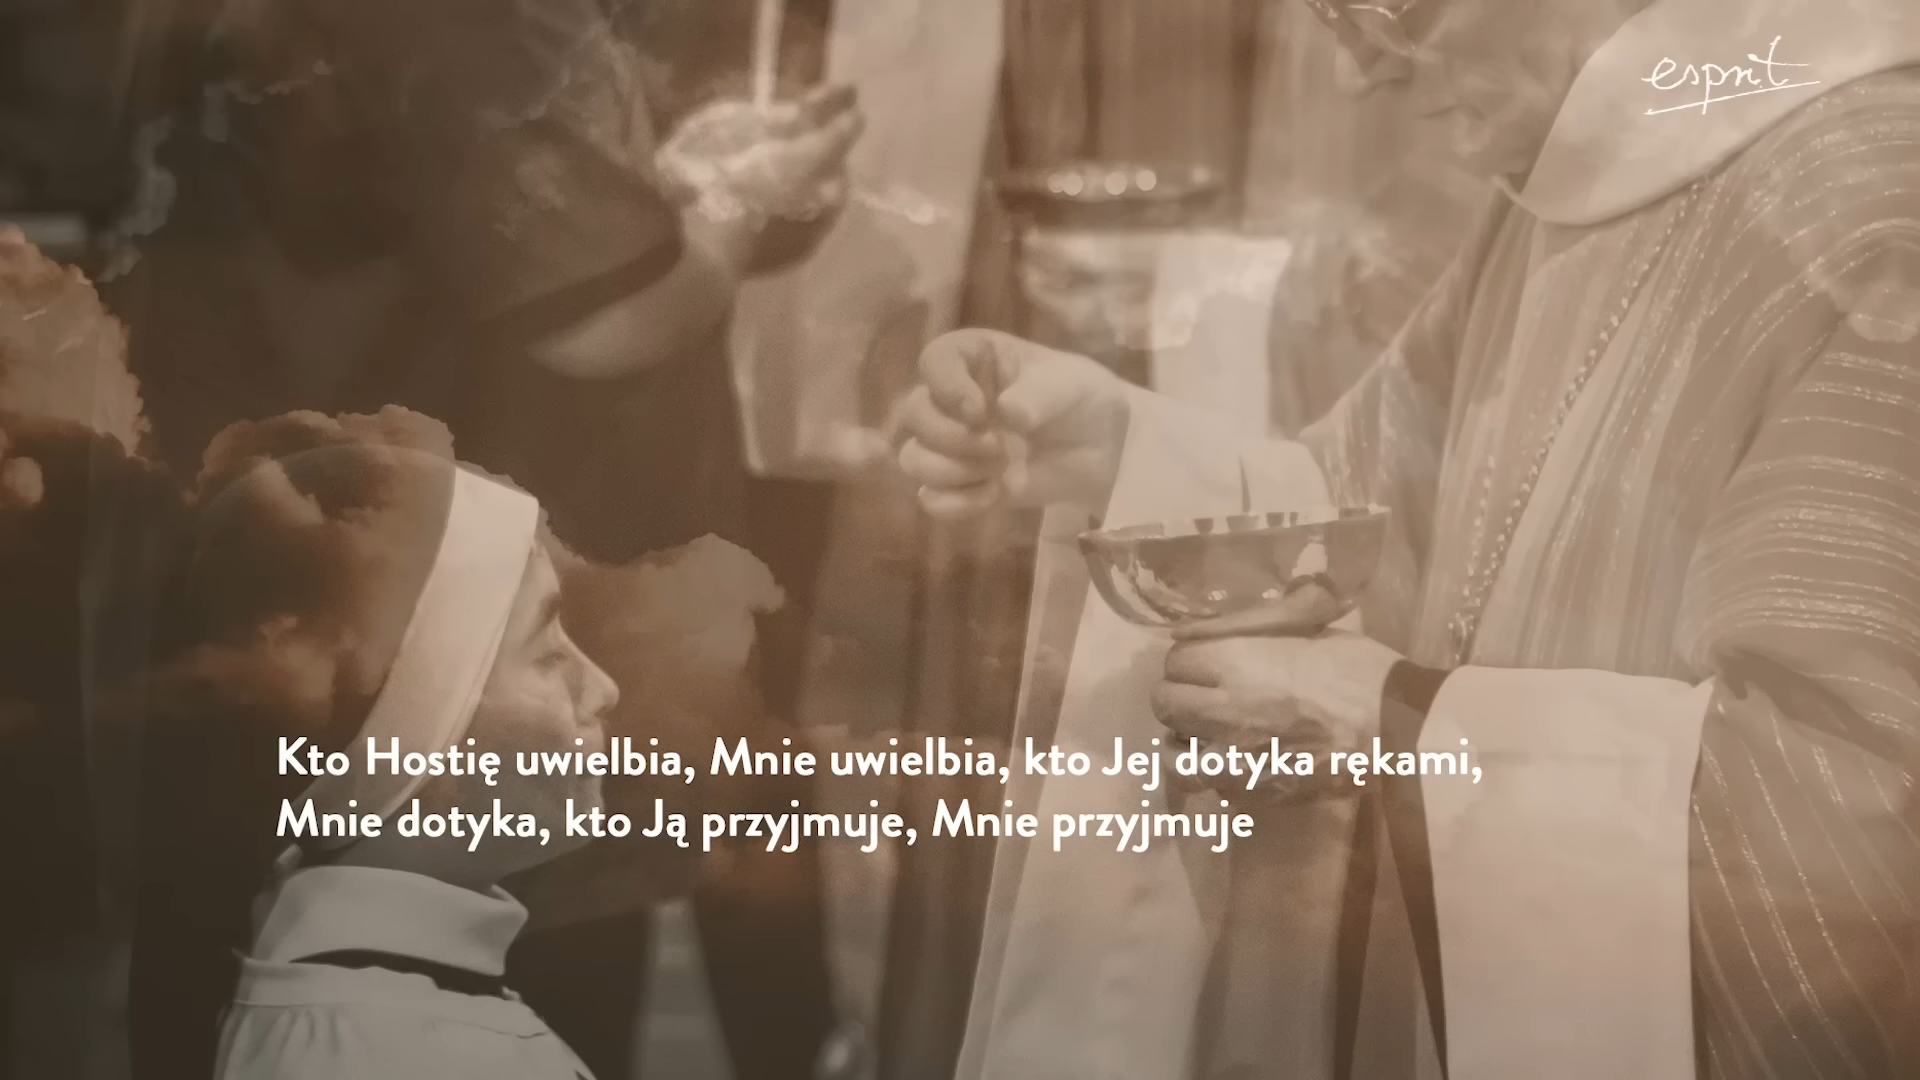 esprit
Kto Hostię uwielbia, Mnie uwielbia, kto Jej dotyka rękami,
Mnie dotyka, kto Ją przyjmuje, Mnie przyjmuje